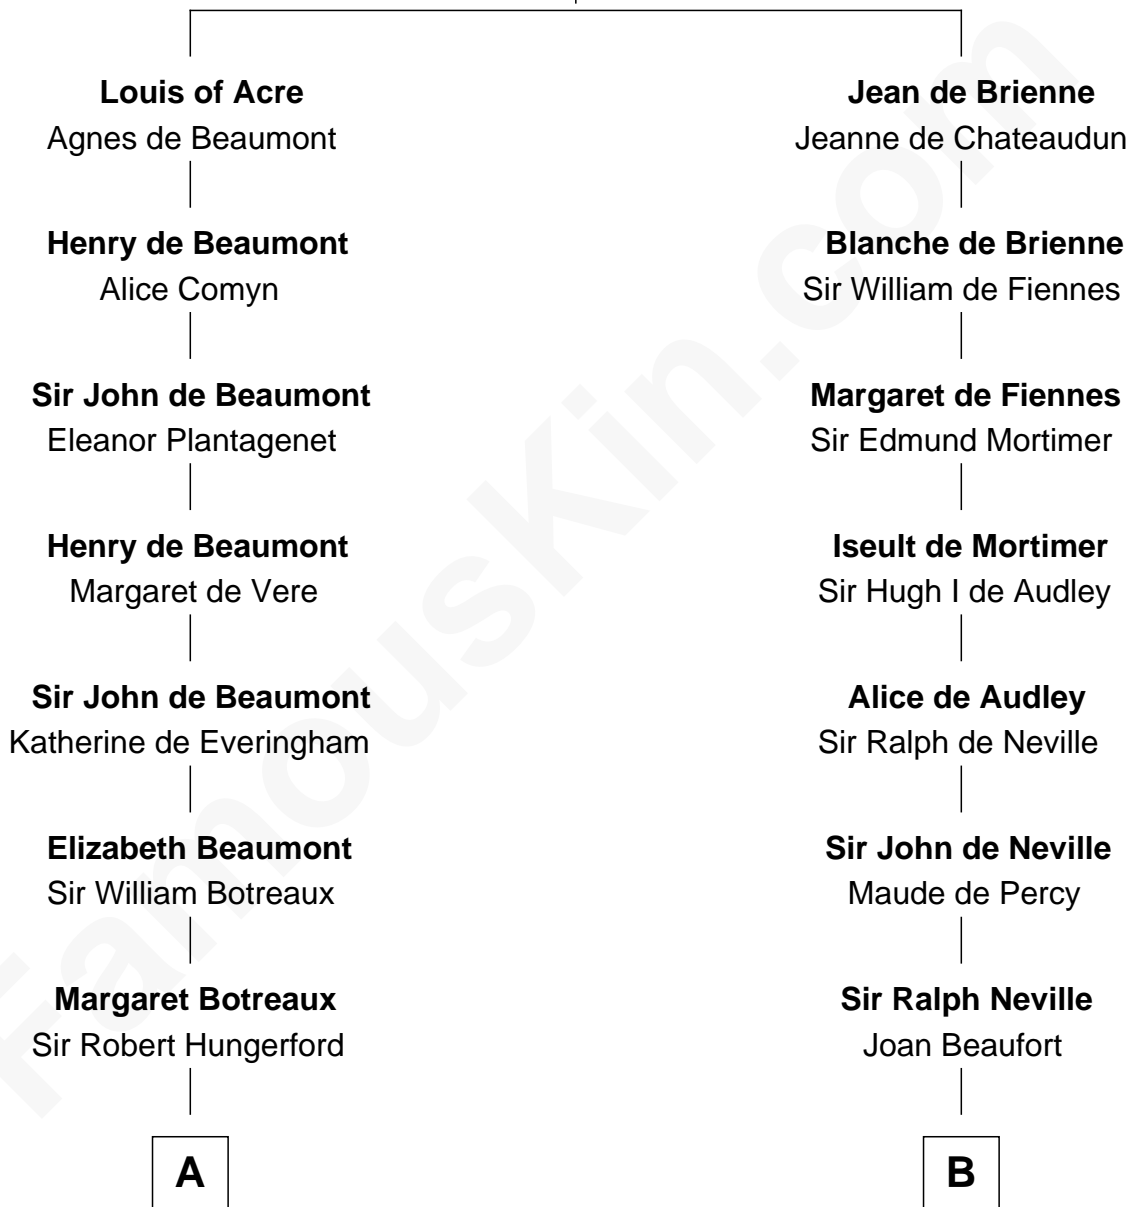 Louis of Acre
Agnes de Beaumont
Henry de Beaumont
Alice Comyn
Sir John de Beaumont
Eleanor Plantagenet
Henry de Beaumont
Margaret de Vere
Sir John de Beaumont
Katherine de Everingham
Elizabeth Beaumont
Sir William Botreaux
Margaret Botreaux
Sir Robert Hungerford
A
Jean de Brienne
Jeanne de Chateaudun
Blanche de Brienne
Sir William de Fiennes
Margaret de Fiennes
Sir Edmund Mortimer
Iseult de Mortimer
Sir Hugh I de Audley
Alice de Audley
Sir Ralph de Neville
Sir John de Neville
Maude de Percy
Sir Ralph Neville
Joan Beaufort
B
FamousKin.com